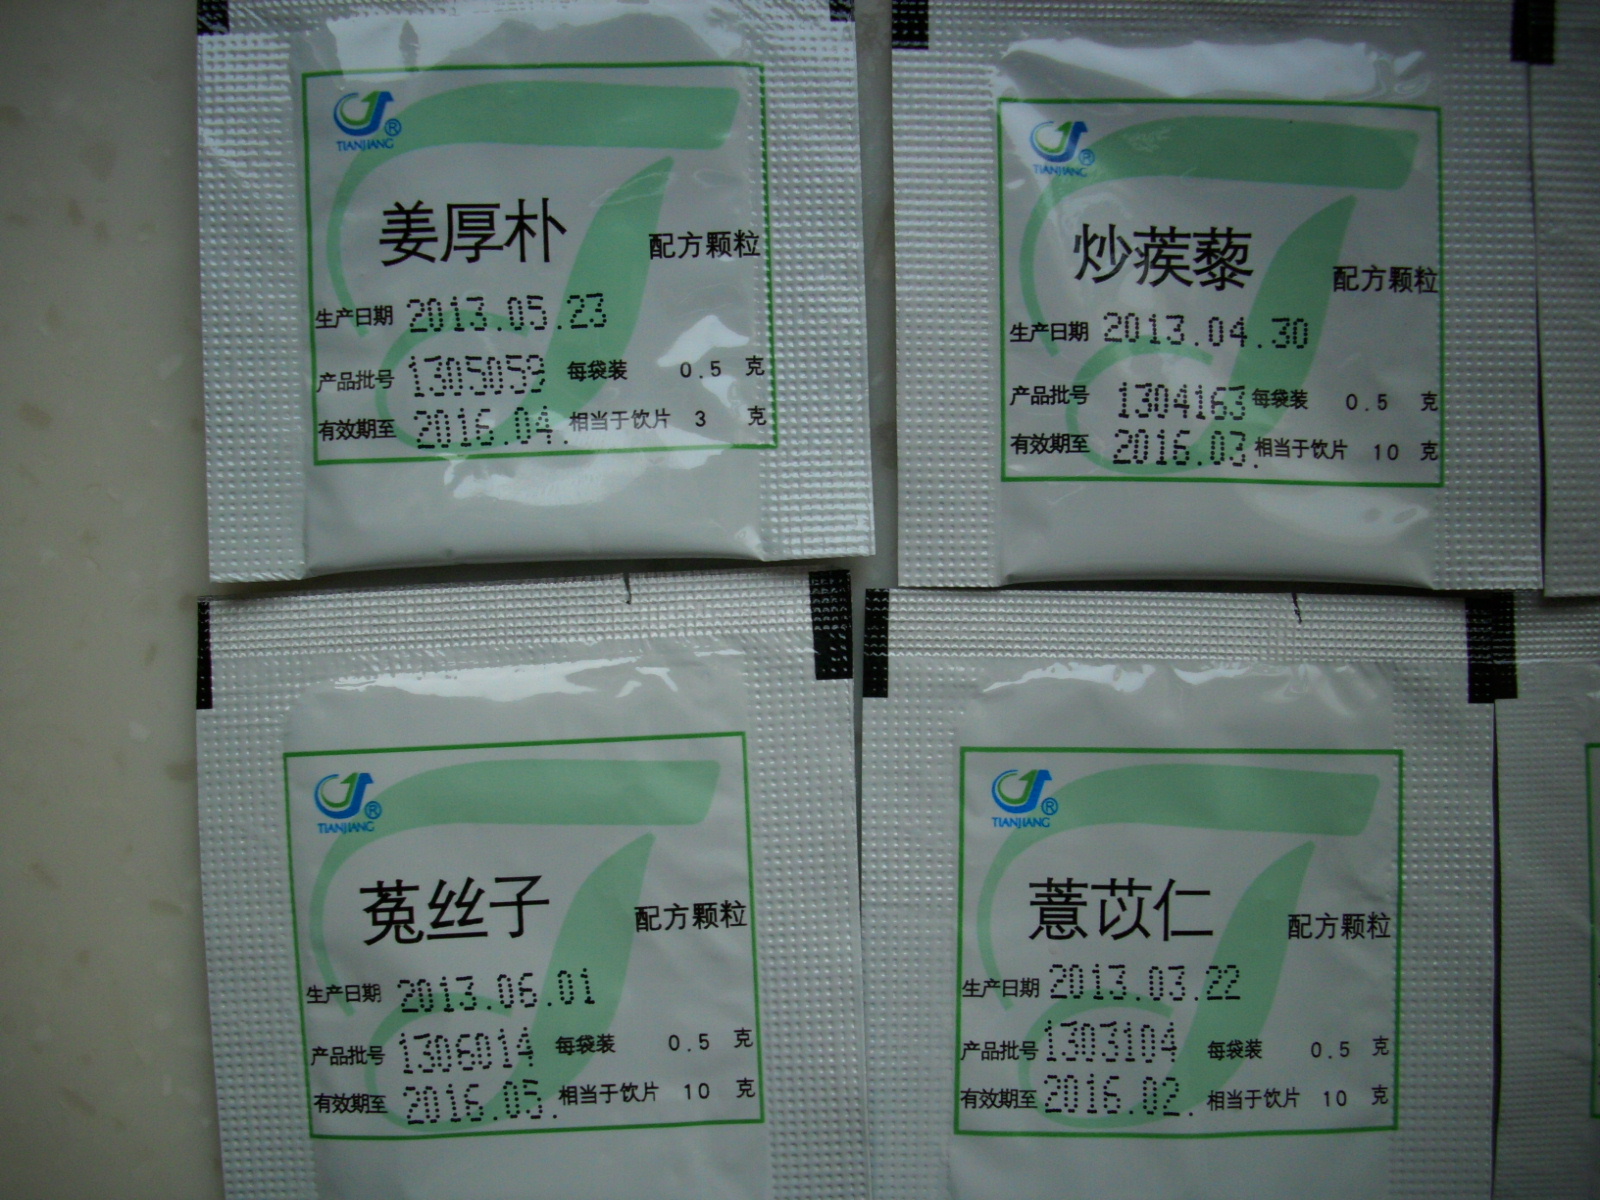 TIANJIANG ®
姜厚朴 配方颗粒
生产日期 2013.05.23
产品批号 1305059 每袋装 0.5 克
有效期至 2016.04. 相当于饮片 3 克
TIANJIANG ®
炒蒺藜 配方颗粒
生产日期 2013.04.30
产品批号 1304163 每袋装 0.5 克
有效期至 2016.03. 相当于饮片 10 克
TIANJIANG ®
菟丝子 配方颗粒
生产日期 2013.06.01
产品批号 1306014 每袋装 0.5 克
有效期至 2016.05. 相当于饮片 10 克
TIANJIANG ®
薏苡仁 配方颗粒
生产日期 2013.03.22
产品批号 1303104 每袋装 0.5 克
有效期至 2016.02. 相当于饮片 10 克